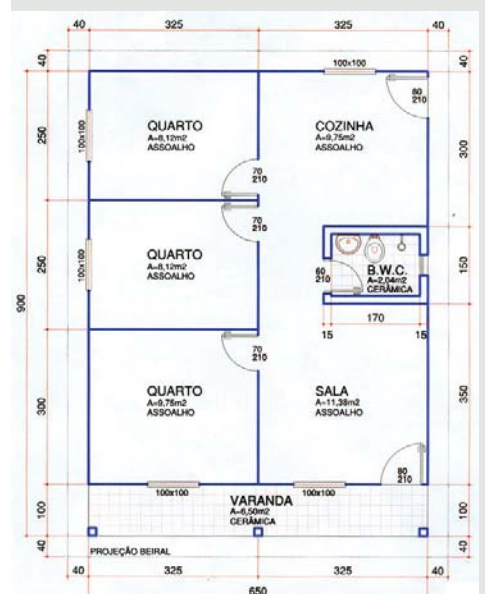 40 325 325 40
40
40
100x100
80
210
250
100x100
QUARTO
A=8,12m2
ASSOALHO
COZINHA
A=9,75m2
ASSOALHO
300
70
210
70
210
250
100x100
QUARTO
A=8,12m2
ASSOALHO
60
210
B.W.C.
A=2,04m2
CERÂMICA
150
900
170
15
15
70
210
300
QUARTO
A=9,75m2
ASSOALHO
SALA
A=11,38m2
ASSOALHO
350
80
210
100x100
100x100
100
VARANDA
A=6,50m2
CERÂMICA
100
40
PROJEÇÃO BEIRAL
40
40 325 325 40
650